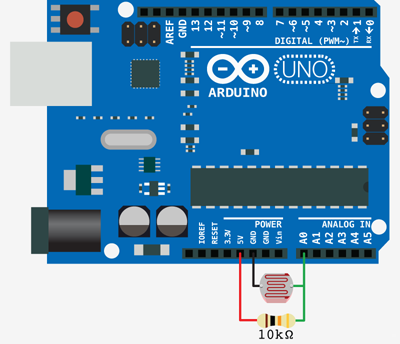 AREF
GND
13
12
~11
~10
~9
8
7
~6
~5
4
~3
2
TX→1
RX←0
DIGITAL (PWM~)
UNO
ARDUINO
POWER
ANALOG IN
IOREF
RESET
3.3V
5V
GND
GND
Vin
A0
A1
A2
A3
A4
A5
10kΩ